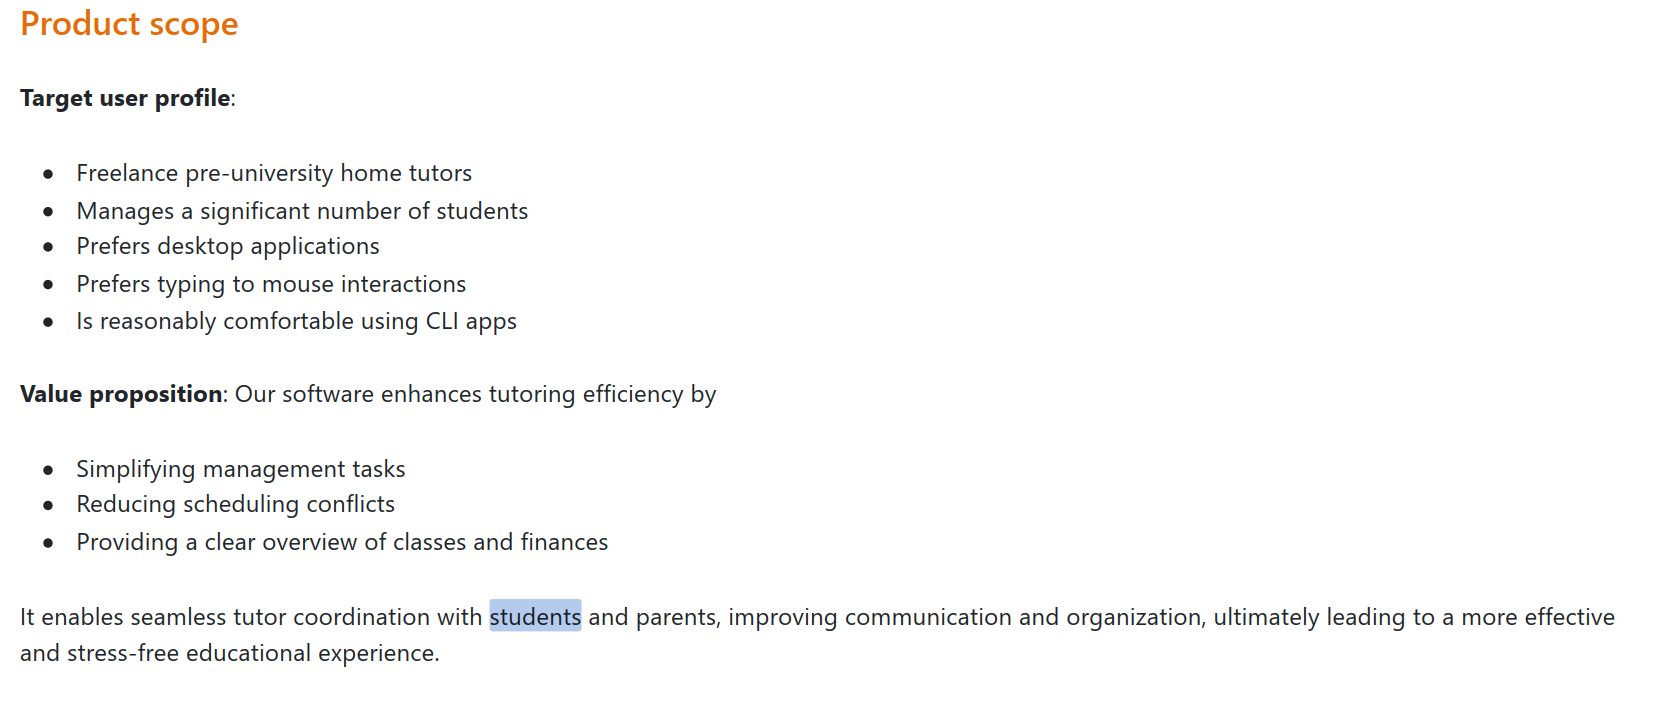 Product scope
Target user profile:
● Freelance pre-university home tutors
● Manages a significant number of students
● Prefers desktop applications
● Prefers typing to mouse interactions
● Is reasonably comfortable using CLI apps
Value proposition: Our software enhances tutoring efficiency by
● Simplifying management tasks
● Reducing scheduling conflicts
● Providing a clear overview of classes and finances
It enables seamless tutor coordination with students and parents, improving communication and organization, ultimately leading to a more effective
and stress-free educational experience.